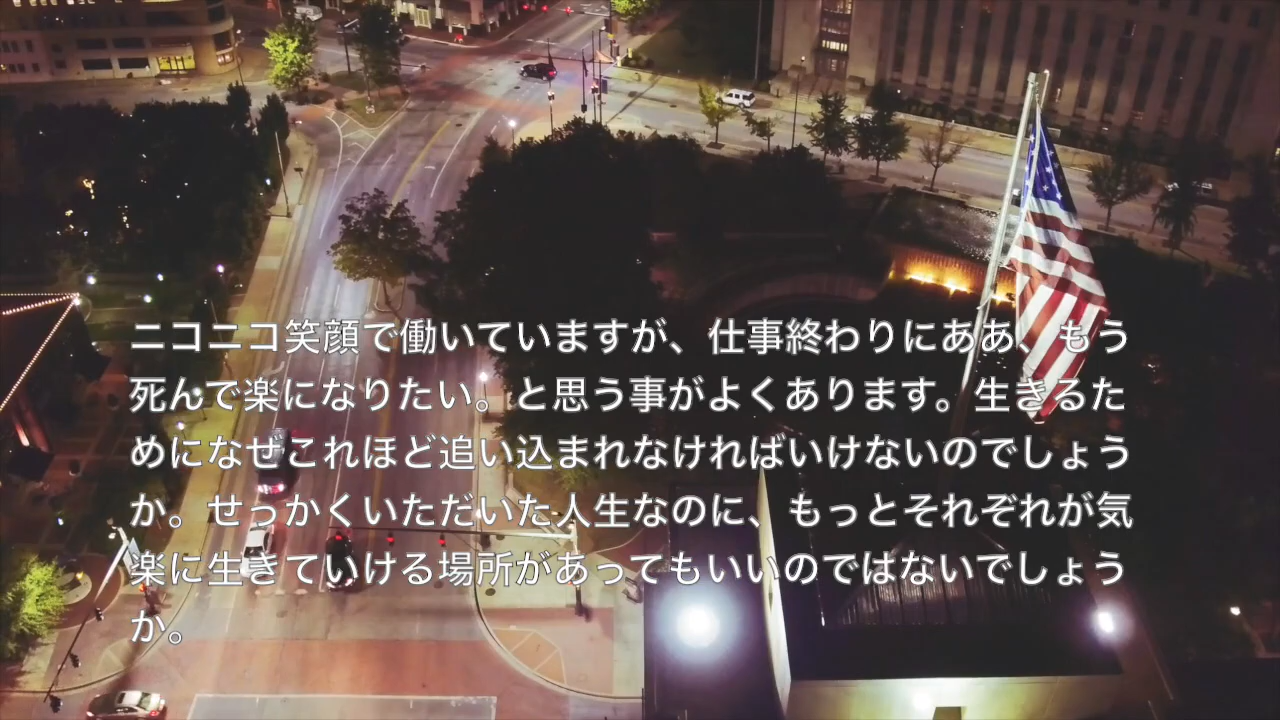 ニコニコ笑顔で働いていますが、仕事終わりにああ、もう
死んで楽になりたい。と思う事がよくあります。生きるた
めになぜこれほど追い込まれなければいけないのでしょう
か。せっかくいただいた人生なのに、もっとそれぞれが気
楽に生きていける場所があってもいいのではないでしょう
か。